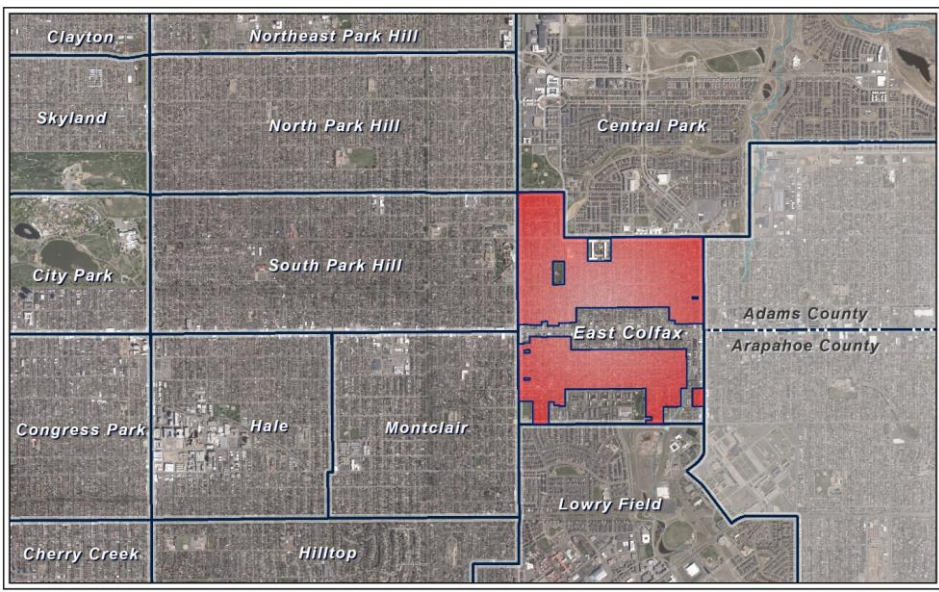 Clayton
Northeast Park Hill
Skyland
North Park Hill
Central Park
City Park
South Park Hill
East Colfax
Adams County
Arapahoe County
Congress Park
Hale
Montclair
Lowry Field
Cherry Creek
Hilltop